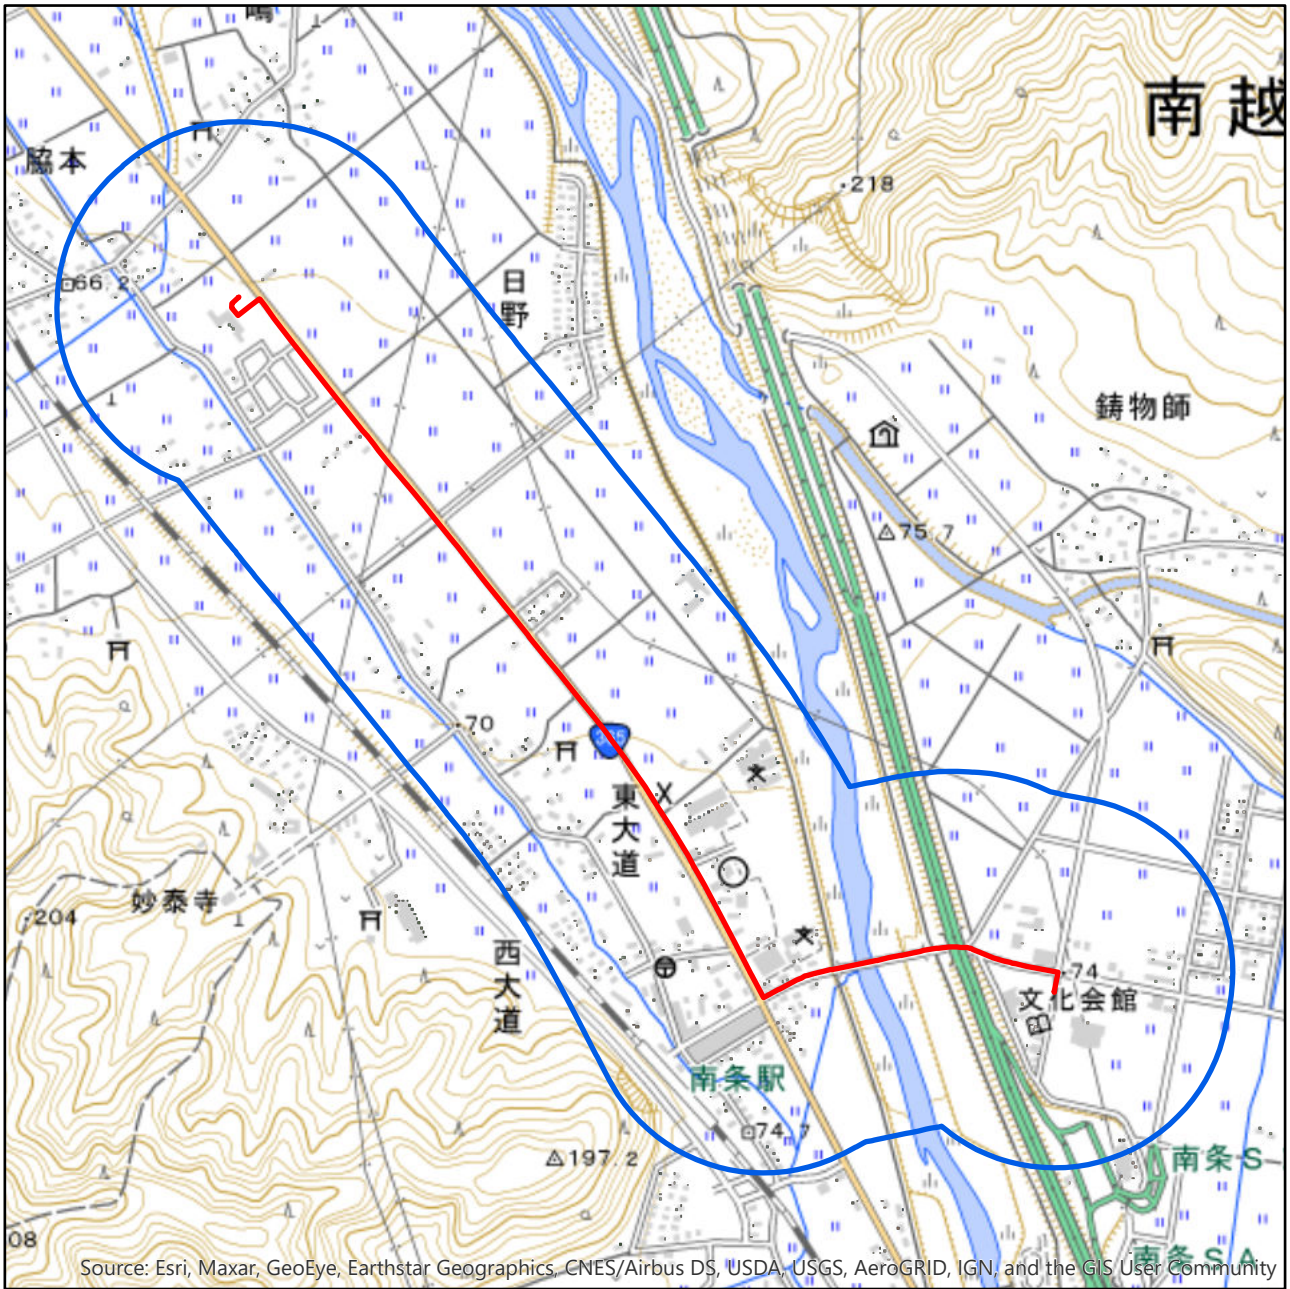 嶋
南越
脇本
218
66.2
日野
鋳物師
75.7
70
365
東大道
204
妙泰寺
西大道
74
文化会館
南条駅
74.7
197.2
南条S
08
南条SA
Source: Esri, Maxar, GeoEye, Earthstar Geographics, CNES/Airbus DS, USDA, USGS, AeroGRID, IGN, and the GIS User Community